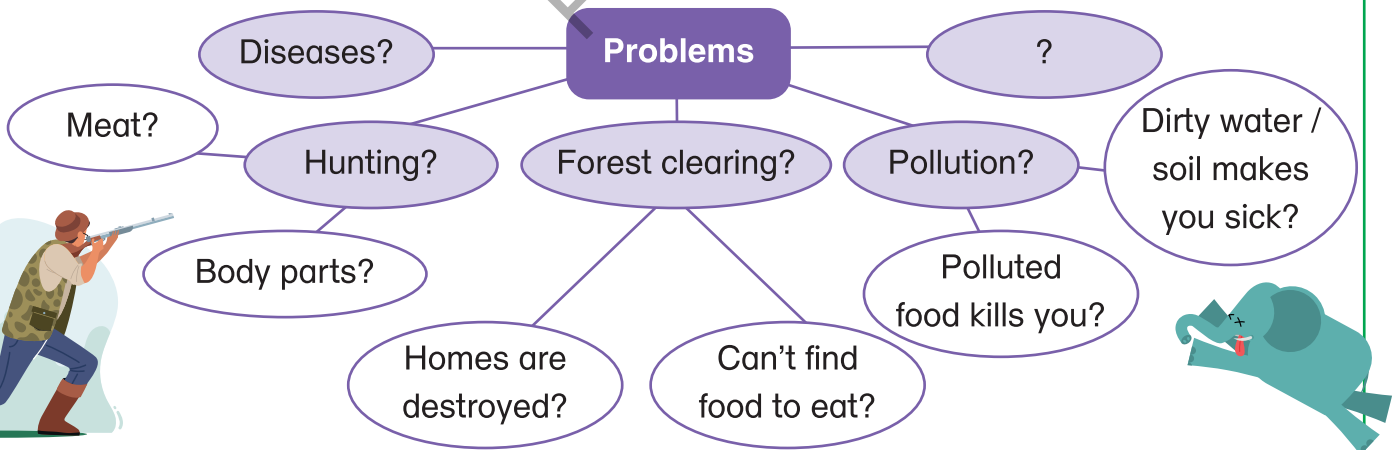 Problems
Diseases?
?
Meat?
Hunting?
Forest clearing?
Pollution?
Dirty water /
soil makes
you sick?
Body parts?
Polluted
food kills you?
Homes are
destroyed?
Can't find
food to eat?